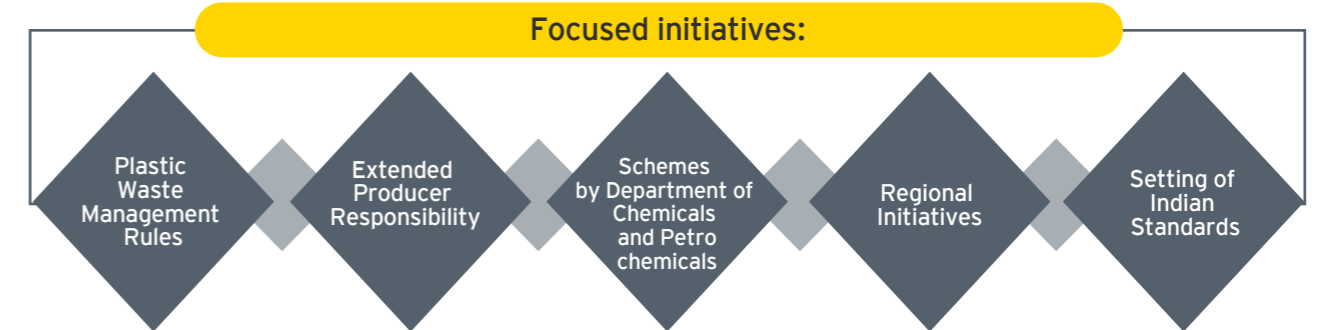 Focused initiatives:
Plastic
Waste
Management
Rules
Extended
Producer
Responsibility
Schemes
by Department of
Chemicals
and Petro
chemicals
Regional
Initiatives
Setting of
Indian
Standards